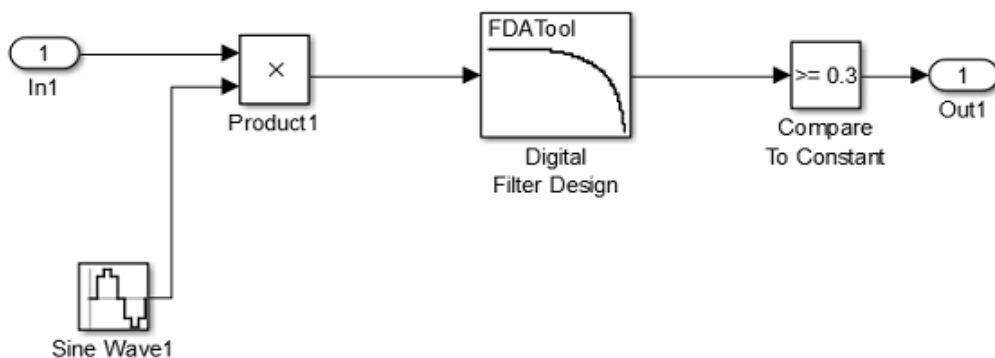 1
In1
×
Product1
FDATool
Digital
Filter Design
>= 0.3
Compare
To Constant
1
Out1
Sine Wave1